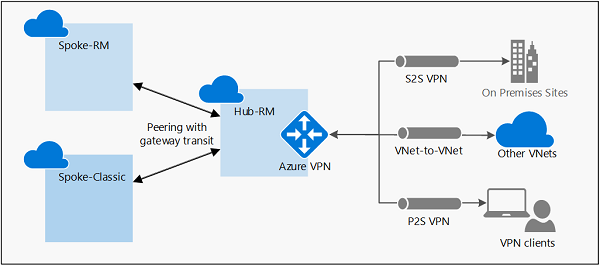 Spoke-RM
Hub-RM
Peering with
gateway transit
Spoke-Classic
Azure VPN
S2S VPN
On Premises Sites
VNet-to-VNet
Other VNets
P2S VPN
VPN clients